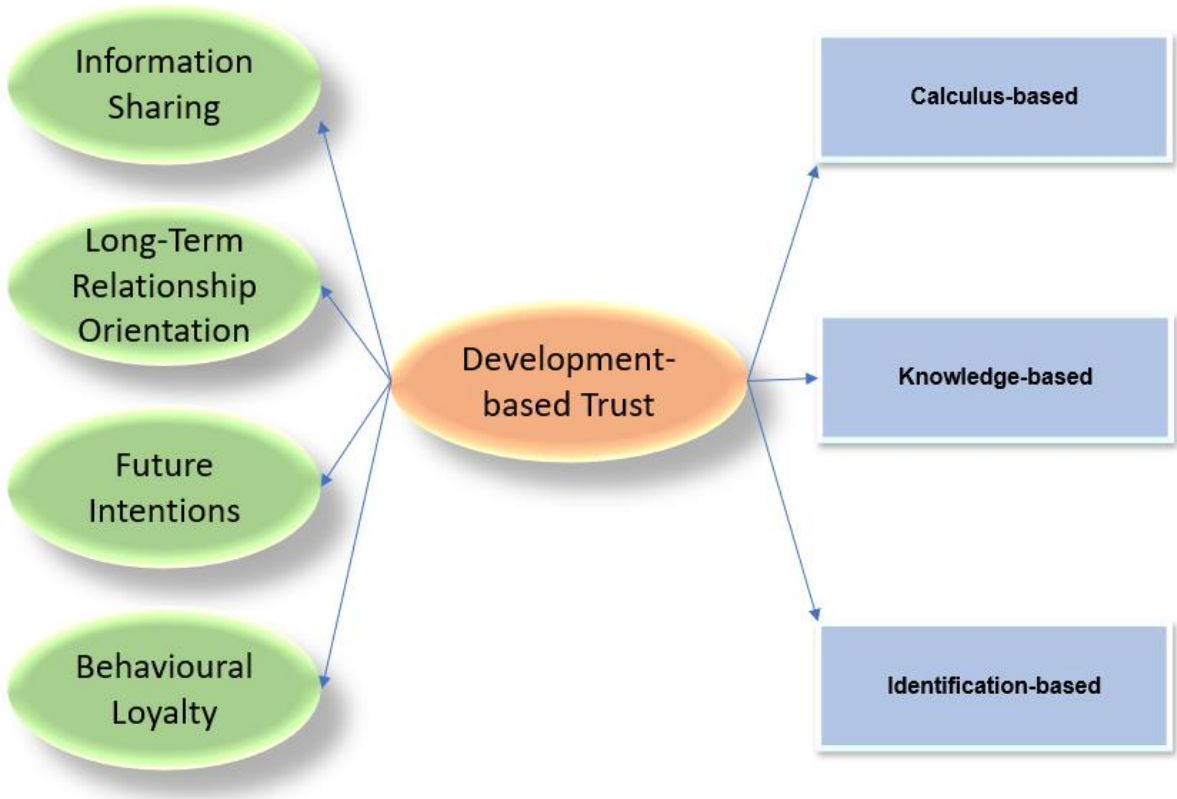 Information
Sharing
Long-Term
Relationship
Orientation
Future
Intentions
Behavioural
Loyalty
Development-
based Trust
Calculus-based
Knowledge-based
Identification-based